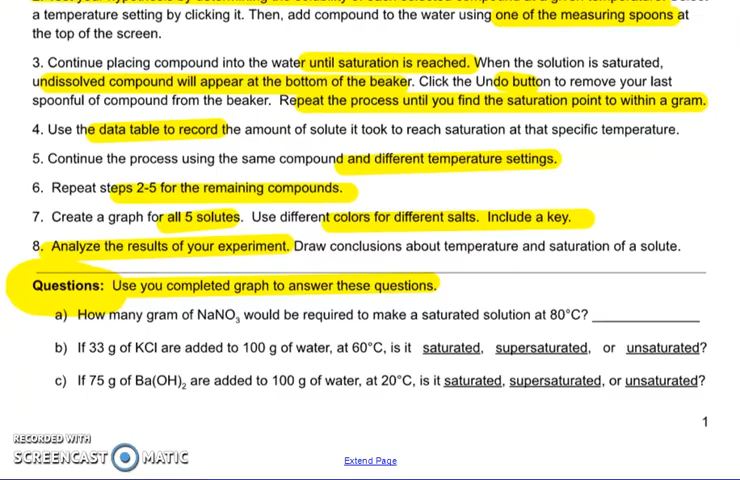 a temperature setting by clicking it. Then, add compound to the water using one of the measuring spoons at
the top of the screen.
3. Continue placing compound into the water until saturation is reached. When the solution is saturated,
undissolved compound will appear at the bottom of the beaker. Click the Undo button to remove your last
spoonful of compound from the beaker. Repeat the process until you find the saturation point to within a gram.
4. Use the data table to record the amount of solute it took to reach saturation at that specific temperature.
5. Continue the process using the same compound and different temperature settings.
6. Repeat steps 2-5 for the remaining compounds.
7. Create a graph for all 5 solutes. Use different colors for different salts. Include a key.
8. Analyze the results of your experiment. Draw conclusions about temperature and saturation of a solute.
Questions: Use you completed graph to answer these questions.
a) How many gram of NaNO₃ would be required to make a saturated solution at 80°C? ______________
b) If 33 g of KCl are added to 100 g of water, at 60°C, is it saturated, supersaturated, or unsaturated?
c) If 75 g of Ba(OH)₂ are added to 100 g of water, at 20°C, is it saturated, supersaturated, or unsaturated?
1
RECORDED WITH
SCREENCAST MATIC
Extend Page